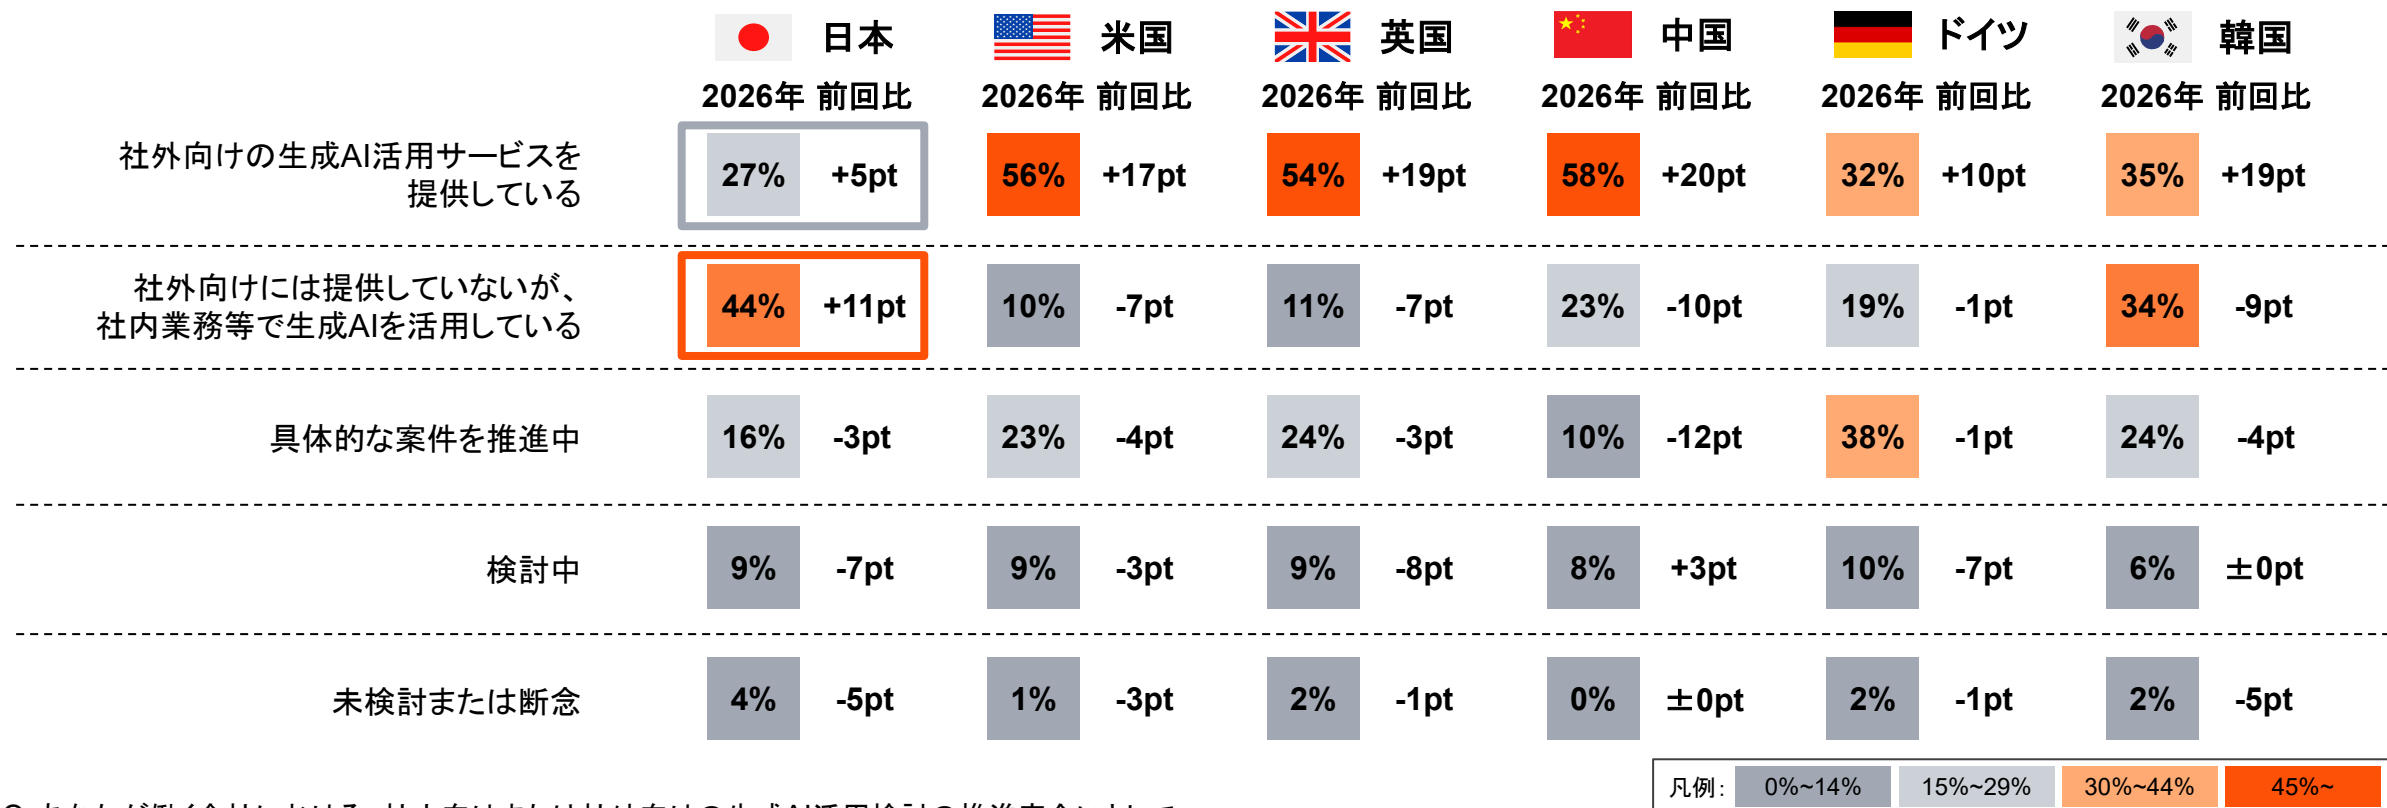 日本 米国 英国 中国 ドイツ 韓国
2026年 前回比 2026年 前回比 2026年 前回比 2026年 前回比 2026年 前回比 2026年 前回比
社外向けの生成AI活用サービスを
提供している
27% +5pt 56% +17pt 54% +19pt 58% +20pt 32% +10pt 35% +19pt
社外向けには提供していないが、
社内業務等で生成AIを活用している
44% +11pt 10% -7pt 11% -7pt 23% -10pt 19% -1pt 34% -9pt
具体的な案件を推進中 16% -3pt 23% -4pt 24% -3pt 10% -12pt 38% -1pt 24% -4pt
検討中 9% -7pt 9% -3pt 9% -8pt 8% +3pt 10% -7pt 6% ±0pt
未検討または断念 4% -5pt 1% -3pt 2% -1pt 0% ±0pt 2% -1pt 2% -5pt
凡例: 0%~14% 15%~29% 30%~44% 45%~